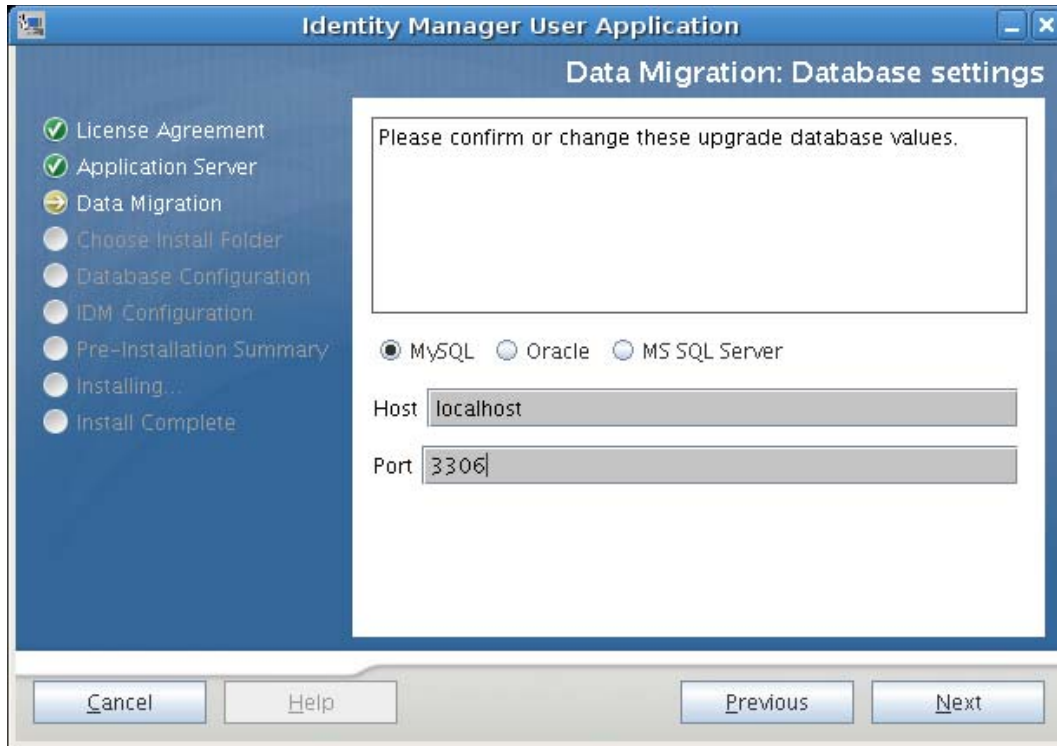 Identity Manager User Application
Data Migration: Database settings
License Agreement
Application Server
Data Migration
Choose Install Folder
Database Configuration
IDM Configuration
Pre-Installation Summary
Installing...
Install Complete
Please confirm or change these upgrade database values.
MySQL Oracle MS SQL Server
Host localhost
Port 3306
Cancel Help Previous Next